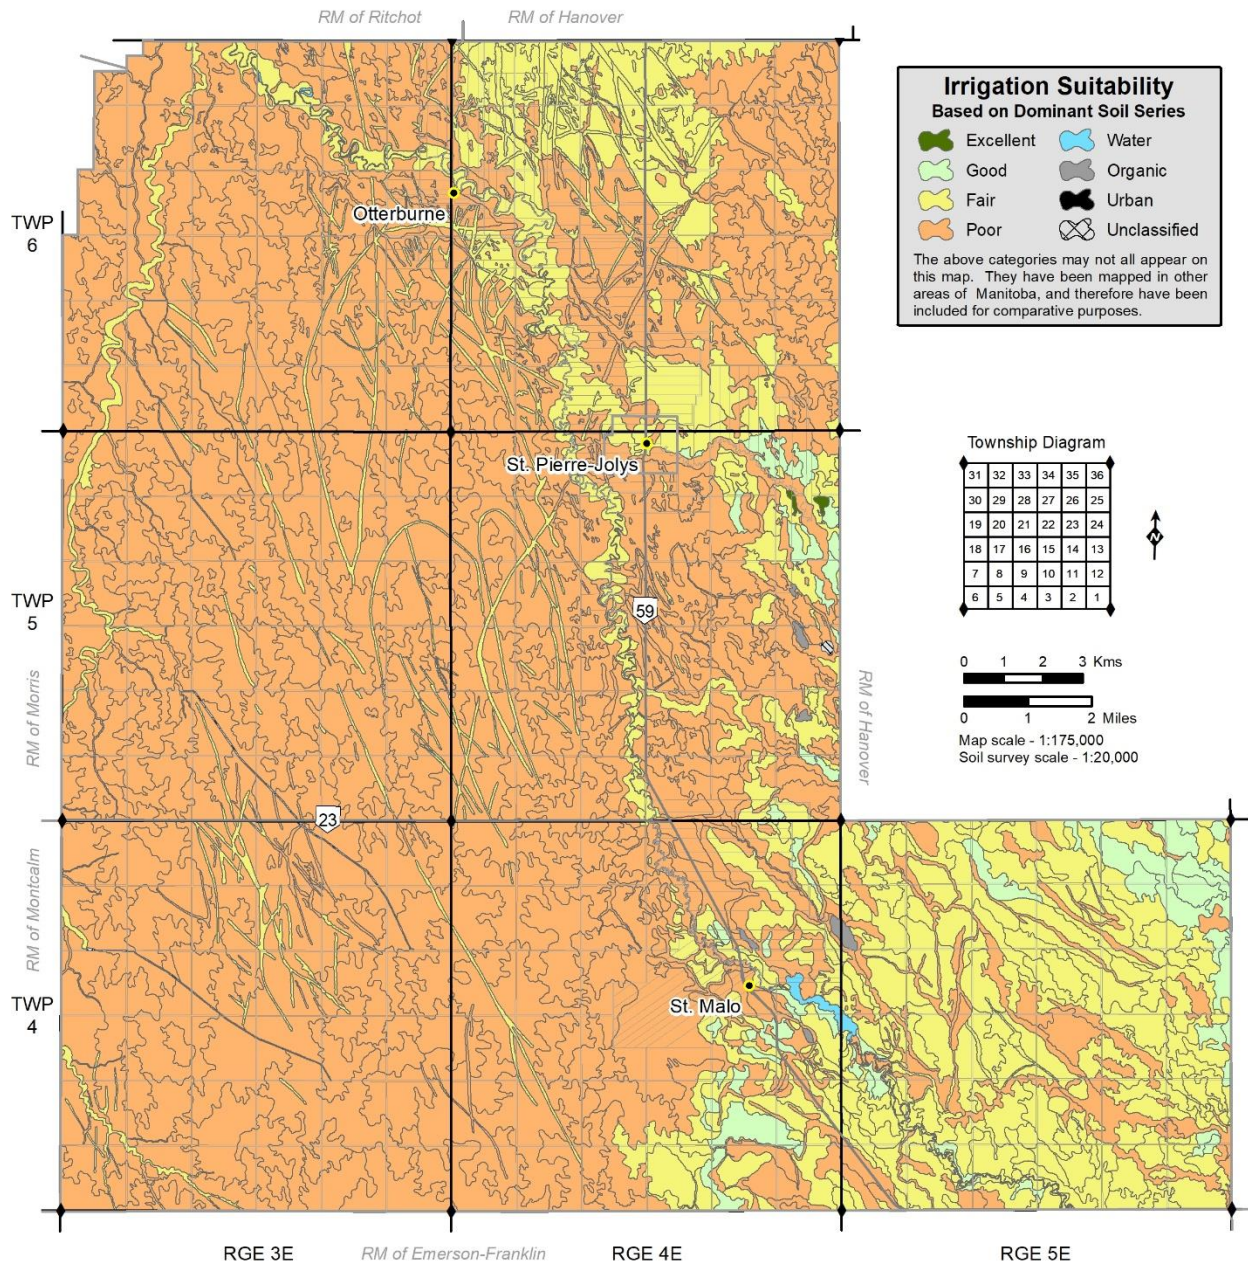 RM of Ritchot
RM of Hanover
Irrigation Suitability
Based on Dominant Soil Series
Excellent
Water
Good
Organic
Fair
Urban
Poor
Unclassified
The above categories may not all appear on
this map. They have been mapped in other
areas of Manitoba, and therefore have been
included for comparative purposes.
TWP
6
Otterburne
St. Pierre-Jolys
Township Diagram
31 32 33 34 35 36
30 29 28 27 26 25
19 20 21 22 23 24
18 17 16 15 14 13
7 8 9 10 11 12
6 5 4 3 2 1
N
TWP
5
59
0 1 2 3 Kms
0 1 2 Miles
Map scale - 1:175,000
Soil survey scale - 1:20,000
RM of Morris
RM of Hanover
23
RM of Montcalm
TWP
4
St. Malo
RGE 3E
RM of Emerson-Franklin
RGE 4E
RGE 5E